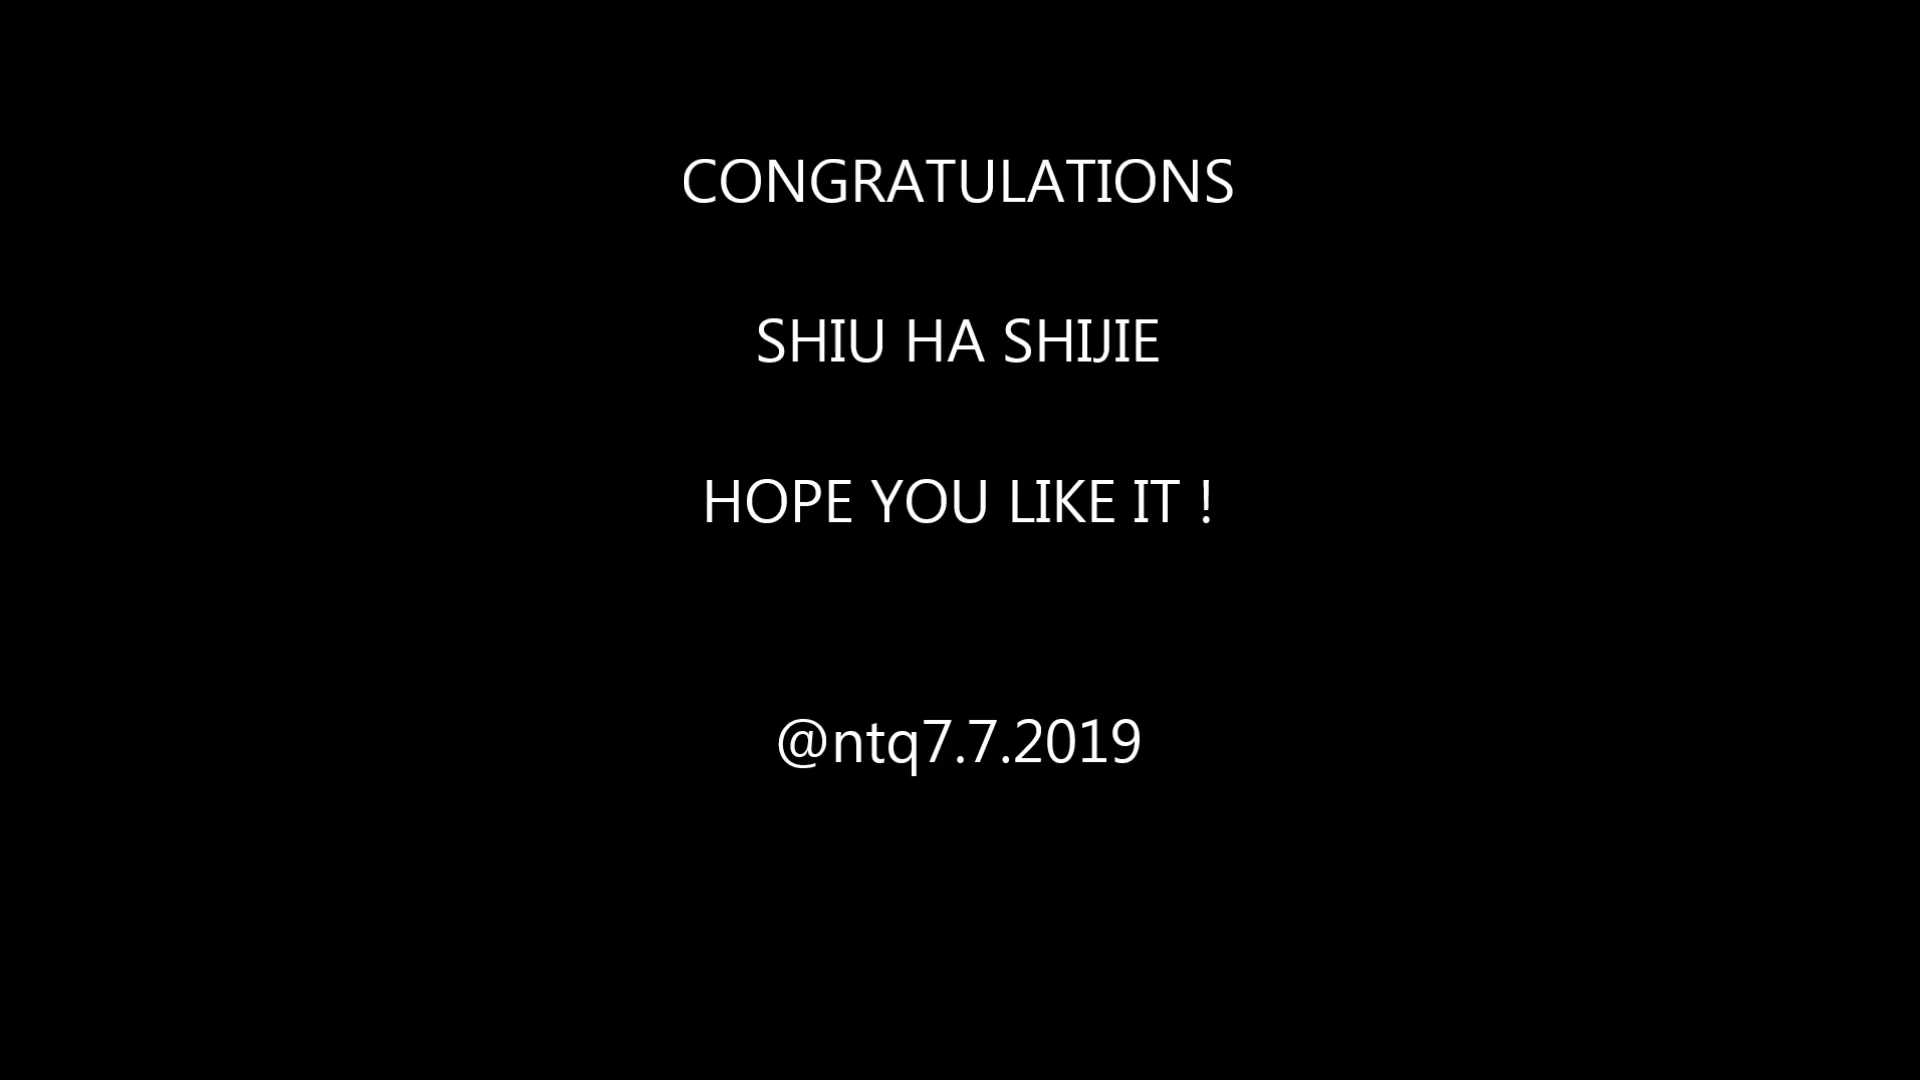 CONGRATULATIONS
SHIU HA SHIJIE
HOPE YOU LIKE IT !
@ntq7.7.2019